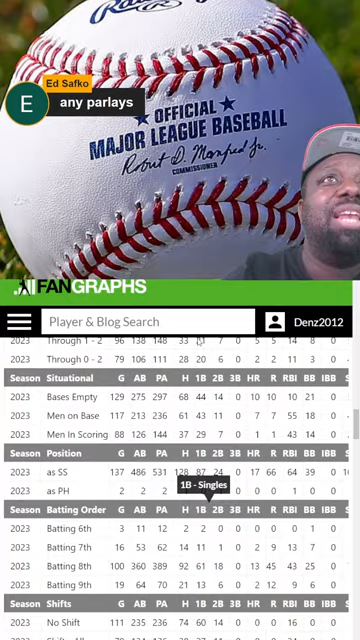 Rawlings
Ed Safko
E
any parlays
★ OFFICIAL ★
MAJOR LEAGUE BASEBALL
Robert D. Manfred Jr.
COMMISSIONER
FANGRAPHS
Player & Blog Search
Denz2012
2023 Through 1 - 2 96 138 148 33 7 0 5 5 14 8 0
2023 Through 0 - 2 79 106 111 28 20 6 0 2 2 11 3 0
Season Situational G AB PA H 1B 2B 3B HR R RBI BB IBB
2023 Bases Empty 129 275 297 68 44 14 0 10 10 10 21 0
2023 Men on Base 117 213 236 61 43 11 0 7 7 55 18 0
2023 Men In Scoring 88 126 144 37 29 7 0 1 1 43 14 0
Season Position G AB PA H 1B 2B 3B HR R RBI BB IBB
2023 as SS 137 486 531 128 87 24 0 17 66 64 39
2023 as PH 2 2 2 0 0 0 1 0 0
1B - Singles
Season Batting Order G AB PA H 1B 2B 3B HR R RBI BB IBB
2023 Batting 6th 3 11 12 2 2 0 0 0 0 0 1 0
2023 Batting 7th 16 53 62 14 11 1 0 2 9 13 7 0
2023 Batting 8th 100 360 389 92 61 18 0 13 45 43 25 0
2023 Batting 9th 19 64 70 21 13 6 0 2 12 9 6 0
Season Shifts G AB PA H 1B 2B 3B HR R RBI BB IBB
2023 No Shift 111 235 236 74 60 14 0 0 0 16 0 0